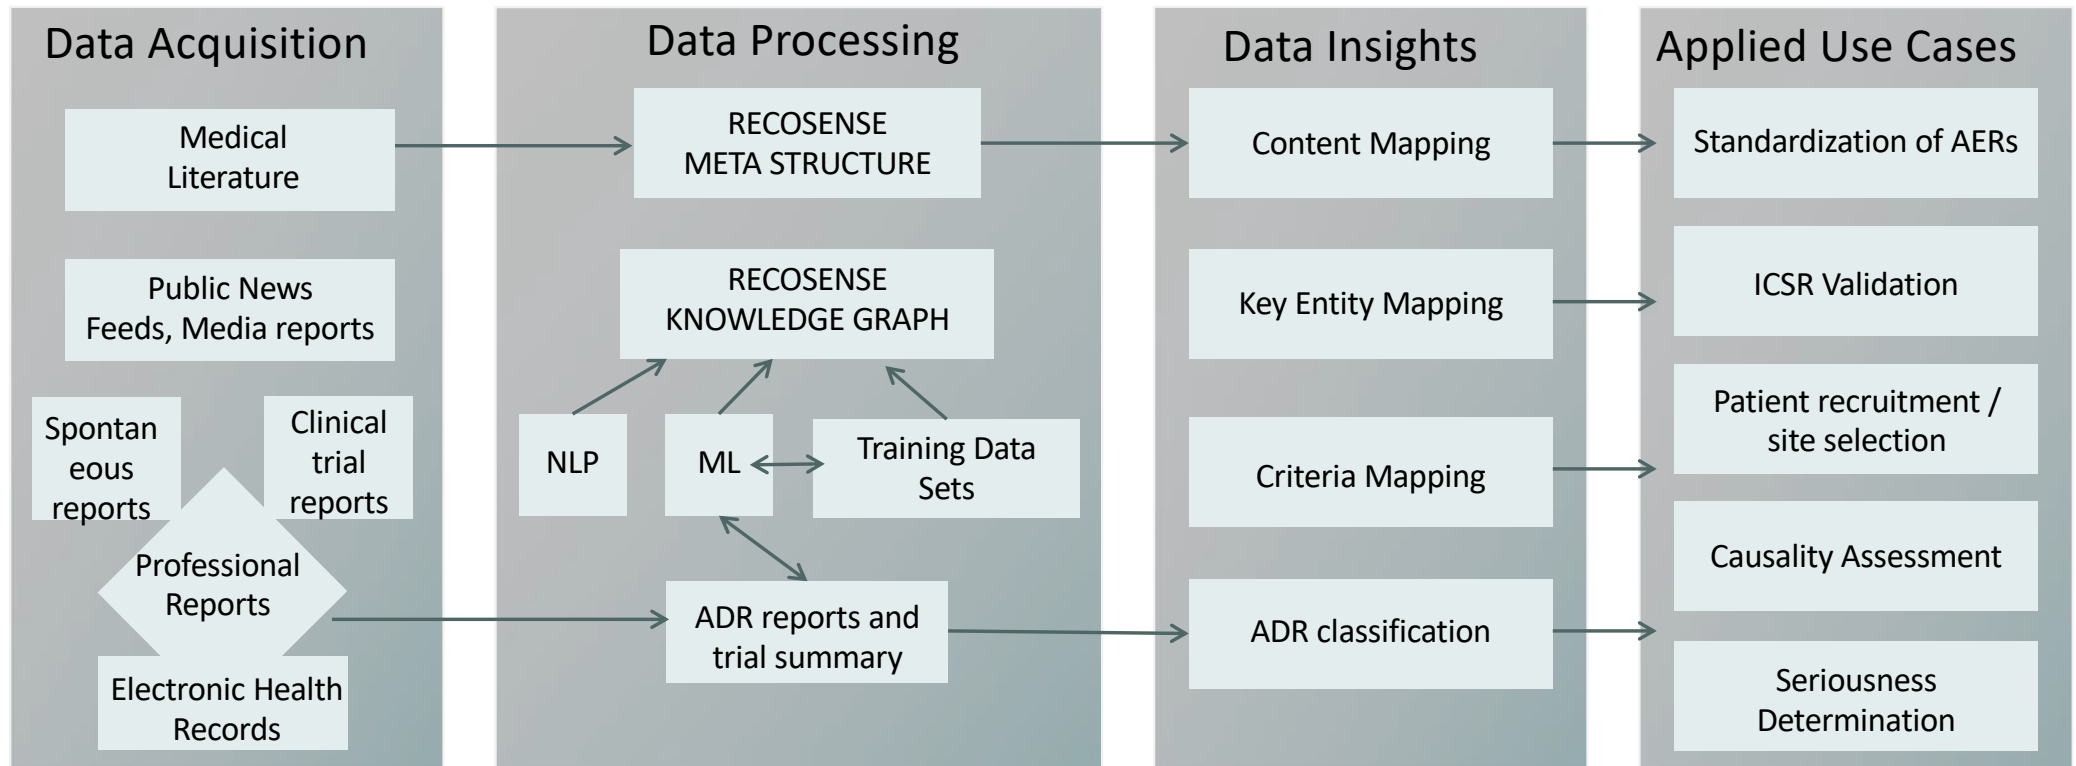 Data Acquisition
Medical
Literature
Public News
Feeds, Media reports
Spontan
eous
reports
Clinical
trial
reports
Professional
Reports
Electronic Health
Records
Data Processing
RECOSENSE
META STRUCTURE
RECOSENSE
KNOWLEDGE GRAPH
NLP
ML
Training Data
Sets
ADR reports and
trial summary
Data Insights
Content Mapping
Key Entity Mapping
Criteria Mapping
ADR classification
Applied Use Cases
Standardization of AERs
ICSR Validation
Patient recruitment /
site selection
Causality Assessment
Seriousness
Determination